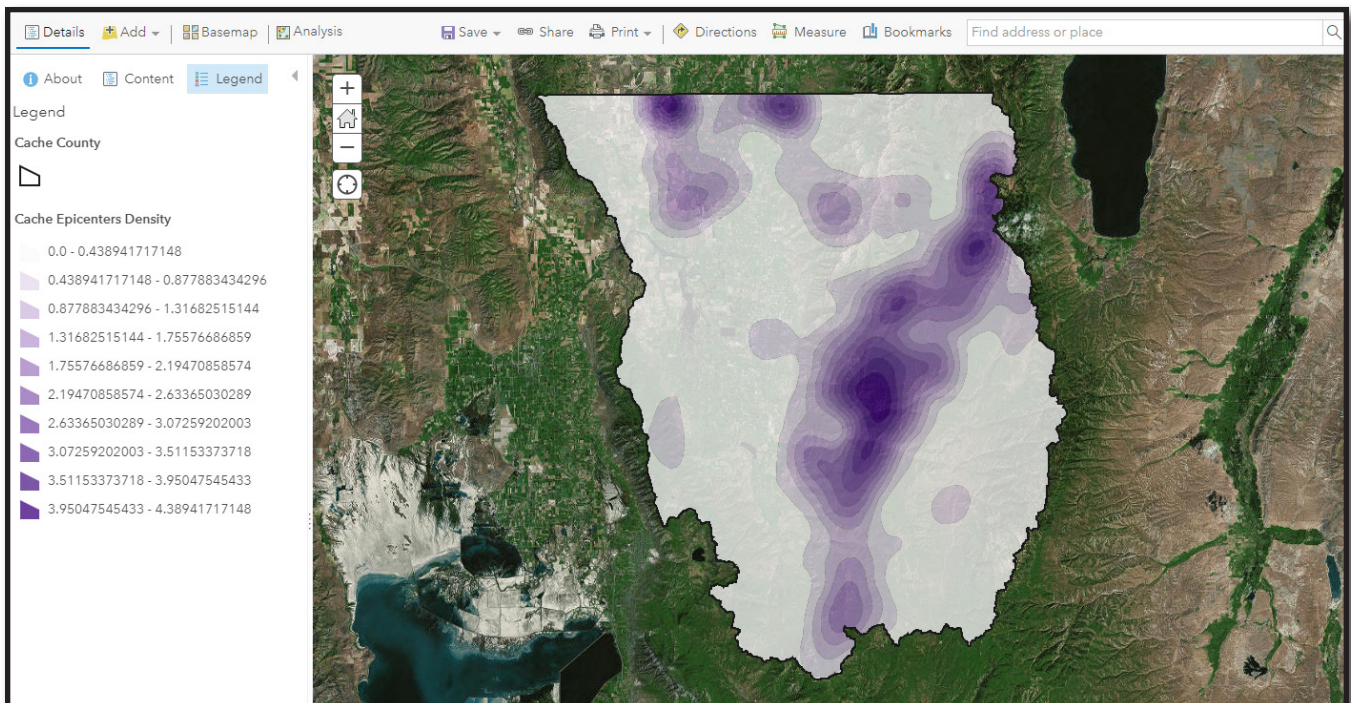 Details Add Basemap Analysis Save Share Print Directions Measure Bookmarks Find address or place
About Content Legend
Legend
Cache County
Cache Epicenters Density
0.0 - 0.438941717148
0.438941717148 - 0.877883434296
0.877883434296 - 1.31682515144
1.31682515144 - 1.75576686859
1.75576686859 - 2.19470858574
2.19470858574 - 2.63365030289
2.63365030289 - 3.07259202003
3.07259202003 - 3.51153373718
3.51153373718 - 3.95047545433
3.95047545433 - 4.38941717148